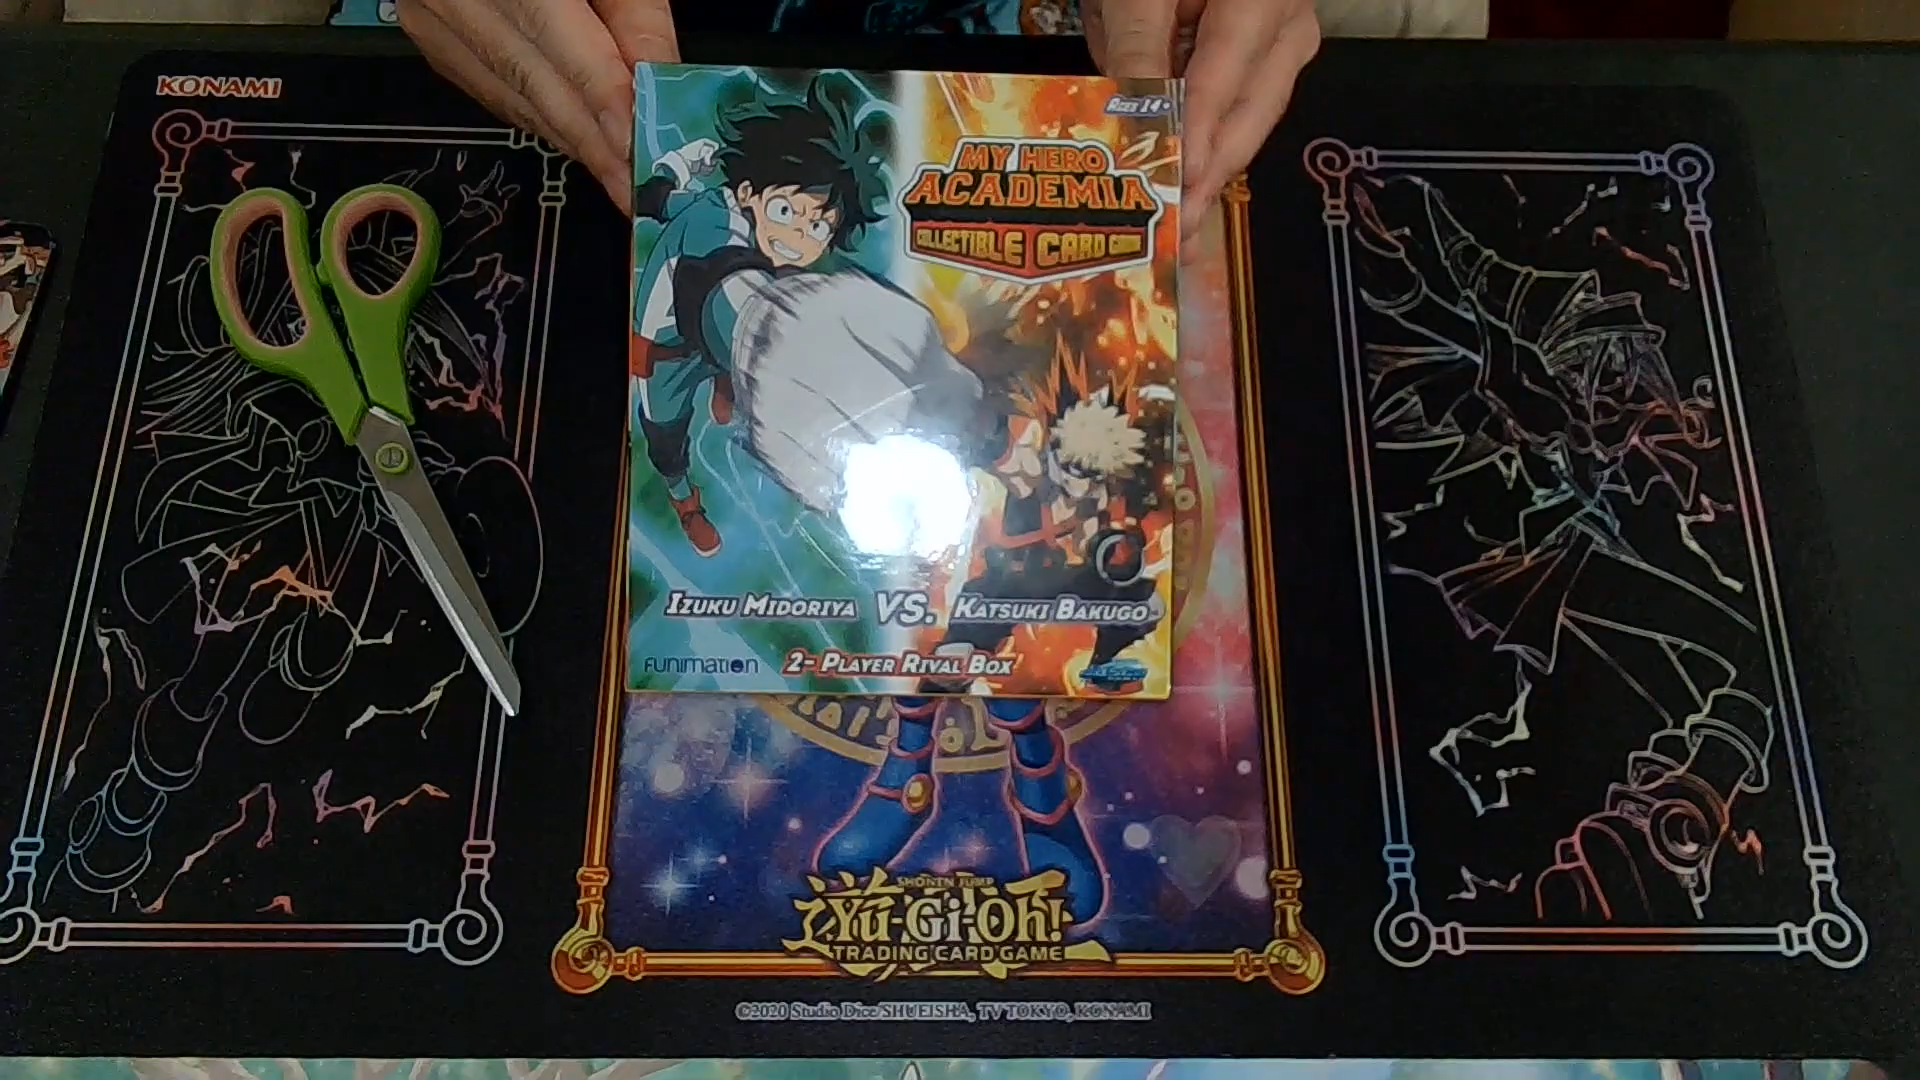 KONAMI
AGES 14+
MY HERO
ACADEMIA
COLLECTIBLE CARD GAME
IZUKU MIDORIYA VS. KATSUKI BAKUGO
FUNIMATION 2-PLAYER RIVAL BOX
SHONEN JUMP
Yu-Gi-Oh!
TRADING CARD GAME
©2020 Studio Dice/SHUEISHA, TV TOKYO, KONAMI